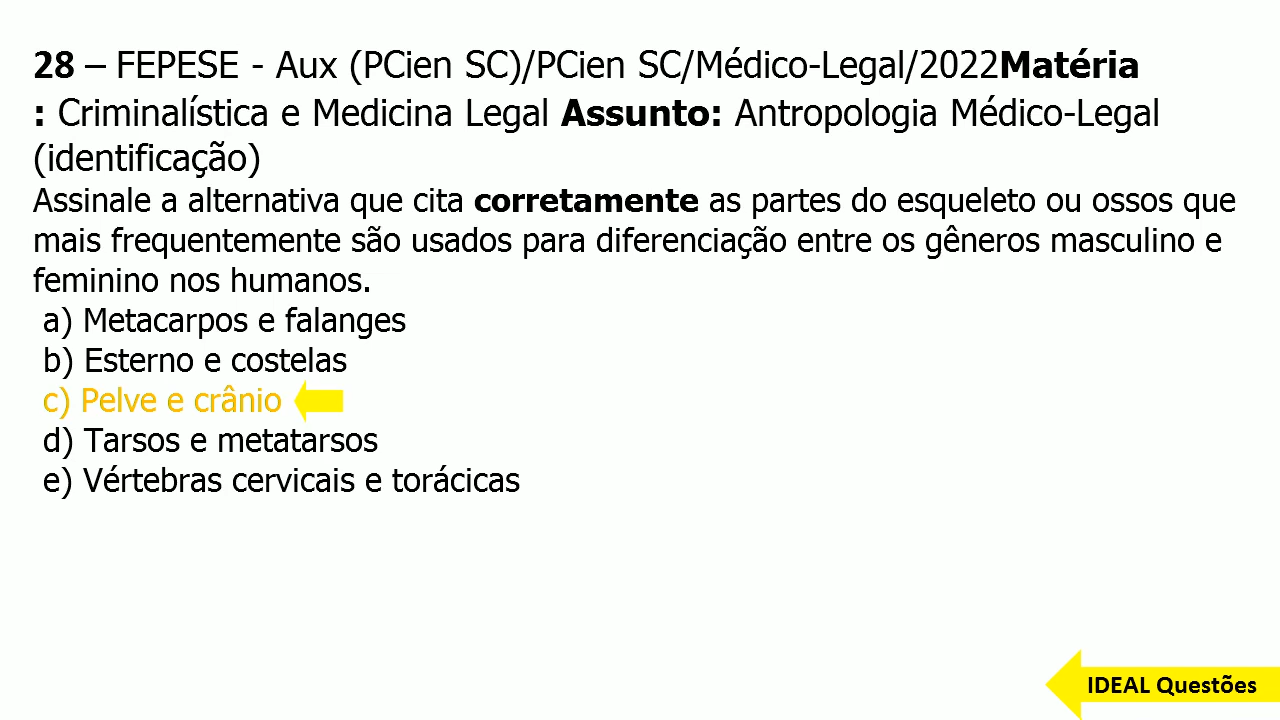 28 – FEPESE - Aux (PCien SC)/PCien SC/Médico-Legal/2022Matéria
: Criminalística e Medicina Legal Assunto: Antropologia Médico-Legal
(identificação)
Assinale a alternativa que cita corretamente as partes do esqueleto ou ossos que
mais frequentemente são usados para diferenciação entre os gêneros masculino e
feminino nos humanos.
a) Metacarpos e falanges
b) Esterno e costelas
c) Pelve e crânio
d) Tarsos e metatarsos
e) Vértebras cervicais e torácicas
IDEAL Questões